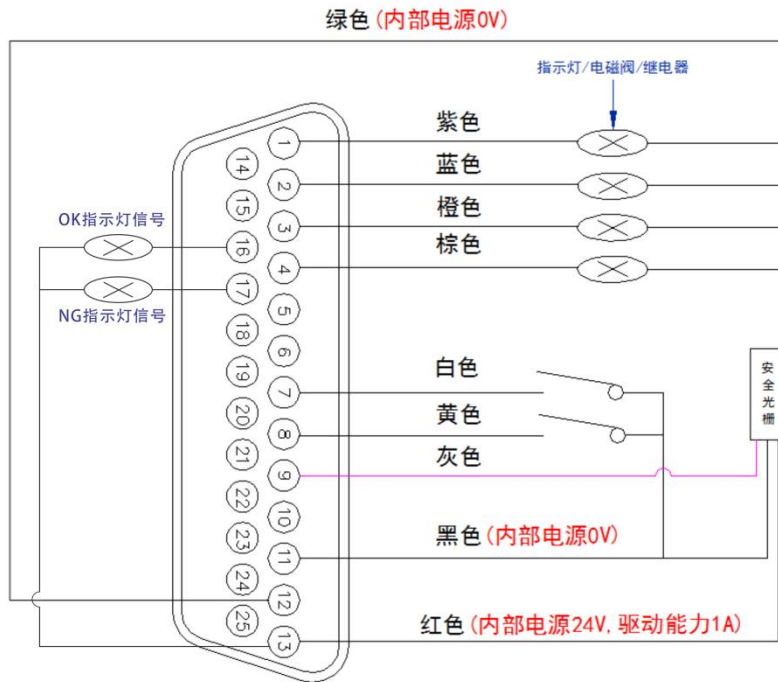 绿色(内部电源0V)
指示灯/电磁阀/继电器
紫色
蓝色
橙色
棕色
OK指示灯信号
NG指示灯信号
白色
黄色
灰色
安全光栅
黑色(内部电源0V)
红色(内部电源24V,驱动能力1A)
1
2
3
4
5
6
7
8
9
10
11
12
13
14
15
16
17
18
19
20
21
22
23
24
25